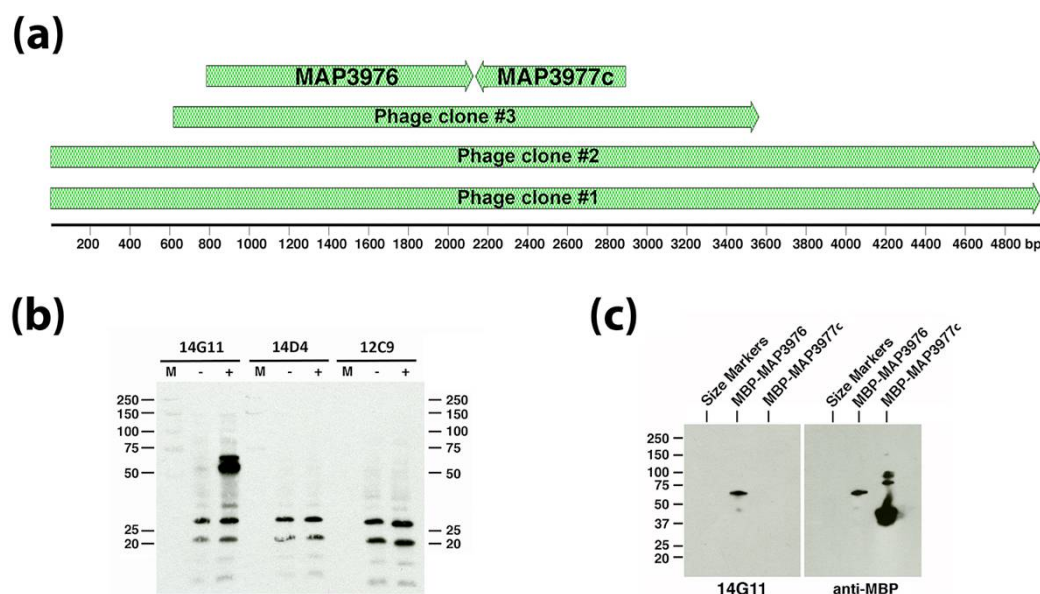 (a)
MAP3976 MAP3977c
Phage clone #3
Phage clone #2
Phage clone #1
200 400 600 800 1000 1200 1400 1600 1800 2000 2200 2400 2600 2800 3000 3200 3400 3600 3800 4000 4200 4400 4600 4800 bp
(b)
14G11 14D4 12C9
M - + M - + M - +
250 250
150 150
100 100
75 75
50 50
25 25
20 20
(c)
Size Markers MBP-MAP3976 MBP-MAP3977c Size Markers MBP-MAP3976 MBP-MAP3977c
250
150
100
75
50
37
25
20
14G11 anti-MBP